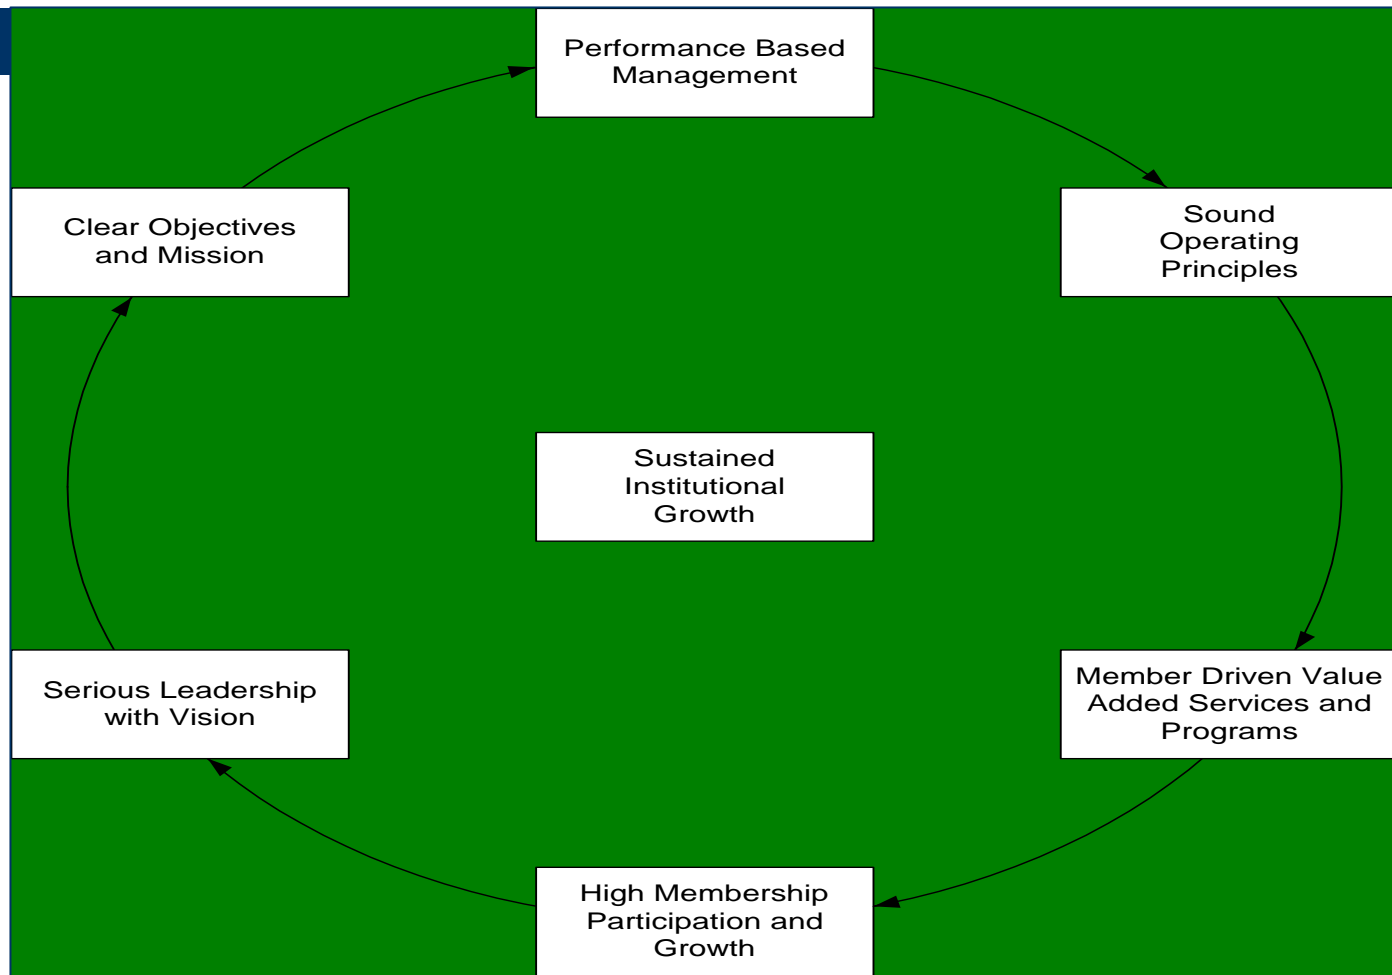 Performance Based
Management
Clear Objectives
and Mission
Sound
Operating
Principles
Sustained
Institutional
Growth
Serious Leadership
with Vision
Member Driven Value
Added Services and
Programs
High Membership
Participation and
Growth